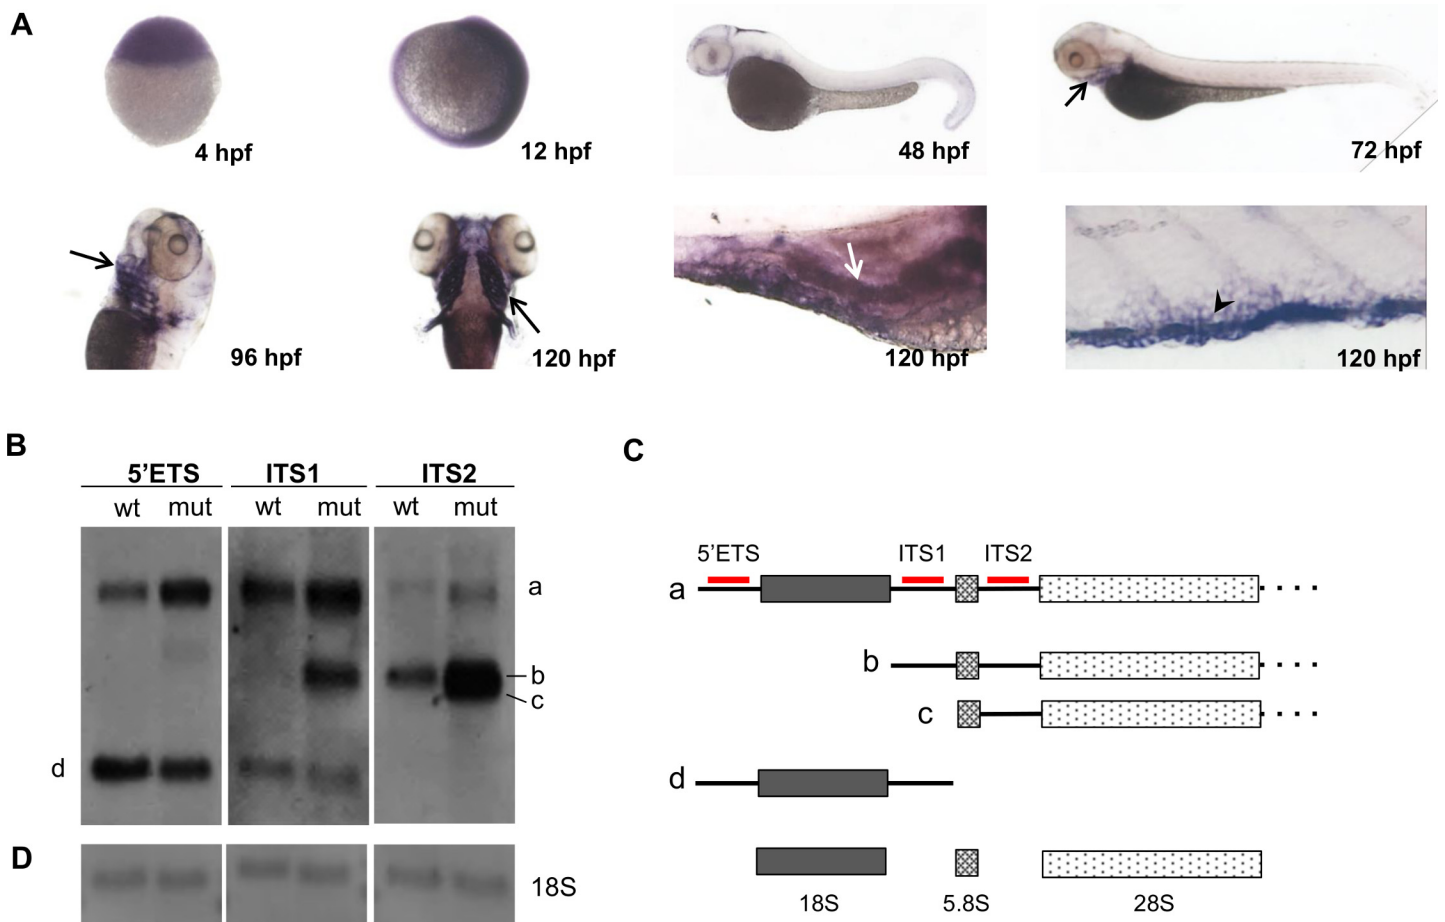 A
4 hpf
12 hpf
48 hpf
72 hpf
96 hpf
120 hpf
120 hpf
120 hpf
B
5'ETS ITS1 ITS2
wt mut wt mut wt mut
a
b
c
d
D
18S
C
5'ETS ITS1 ITS2
a
b
c
d
18S 5.8S 28S